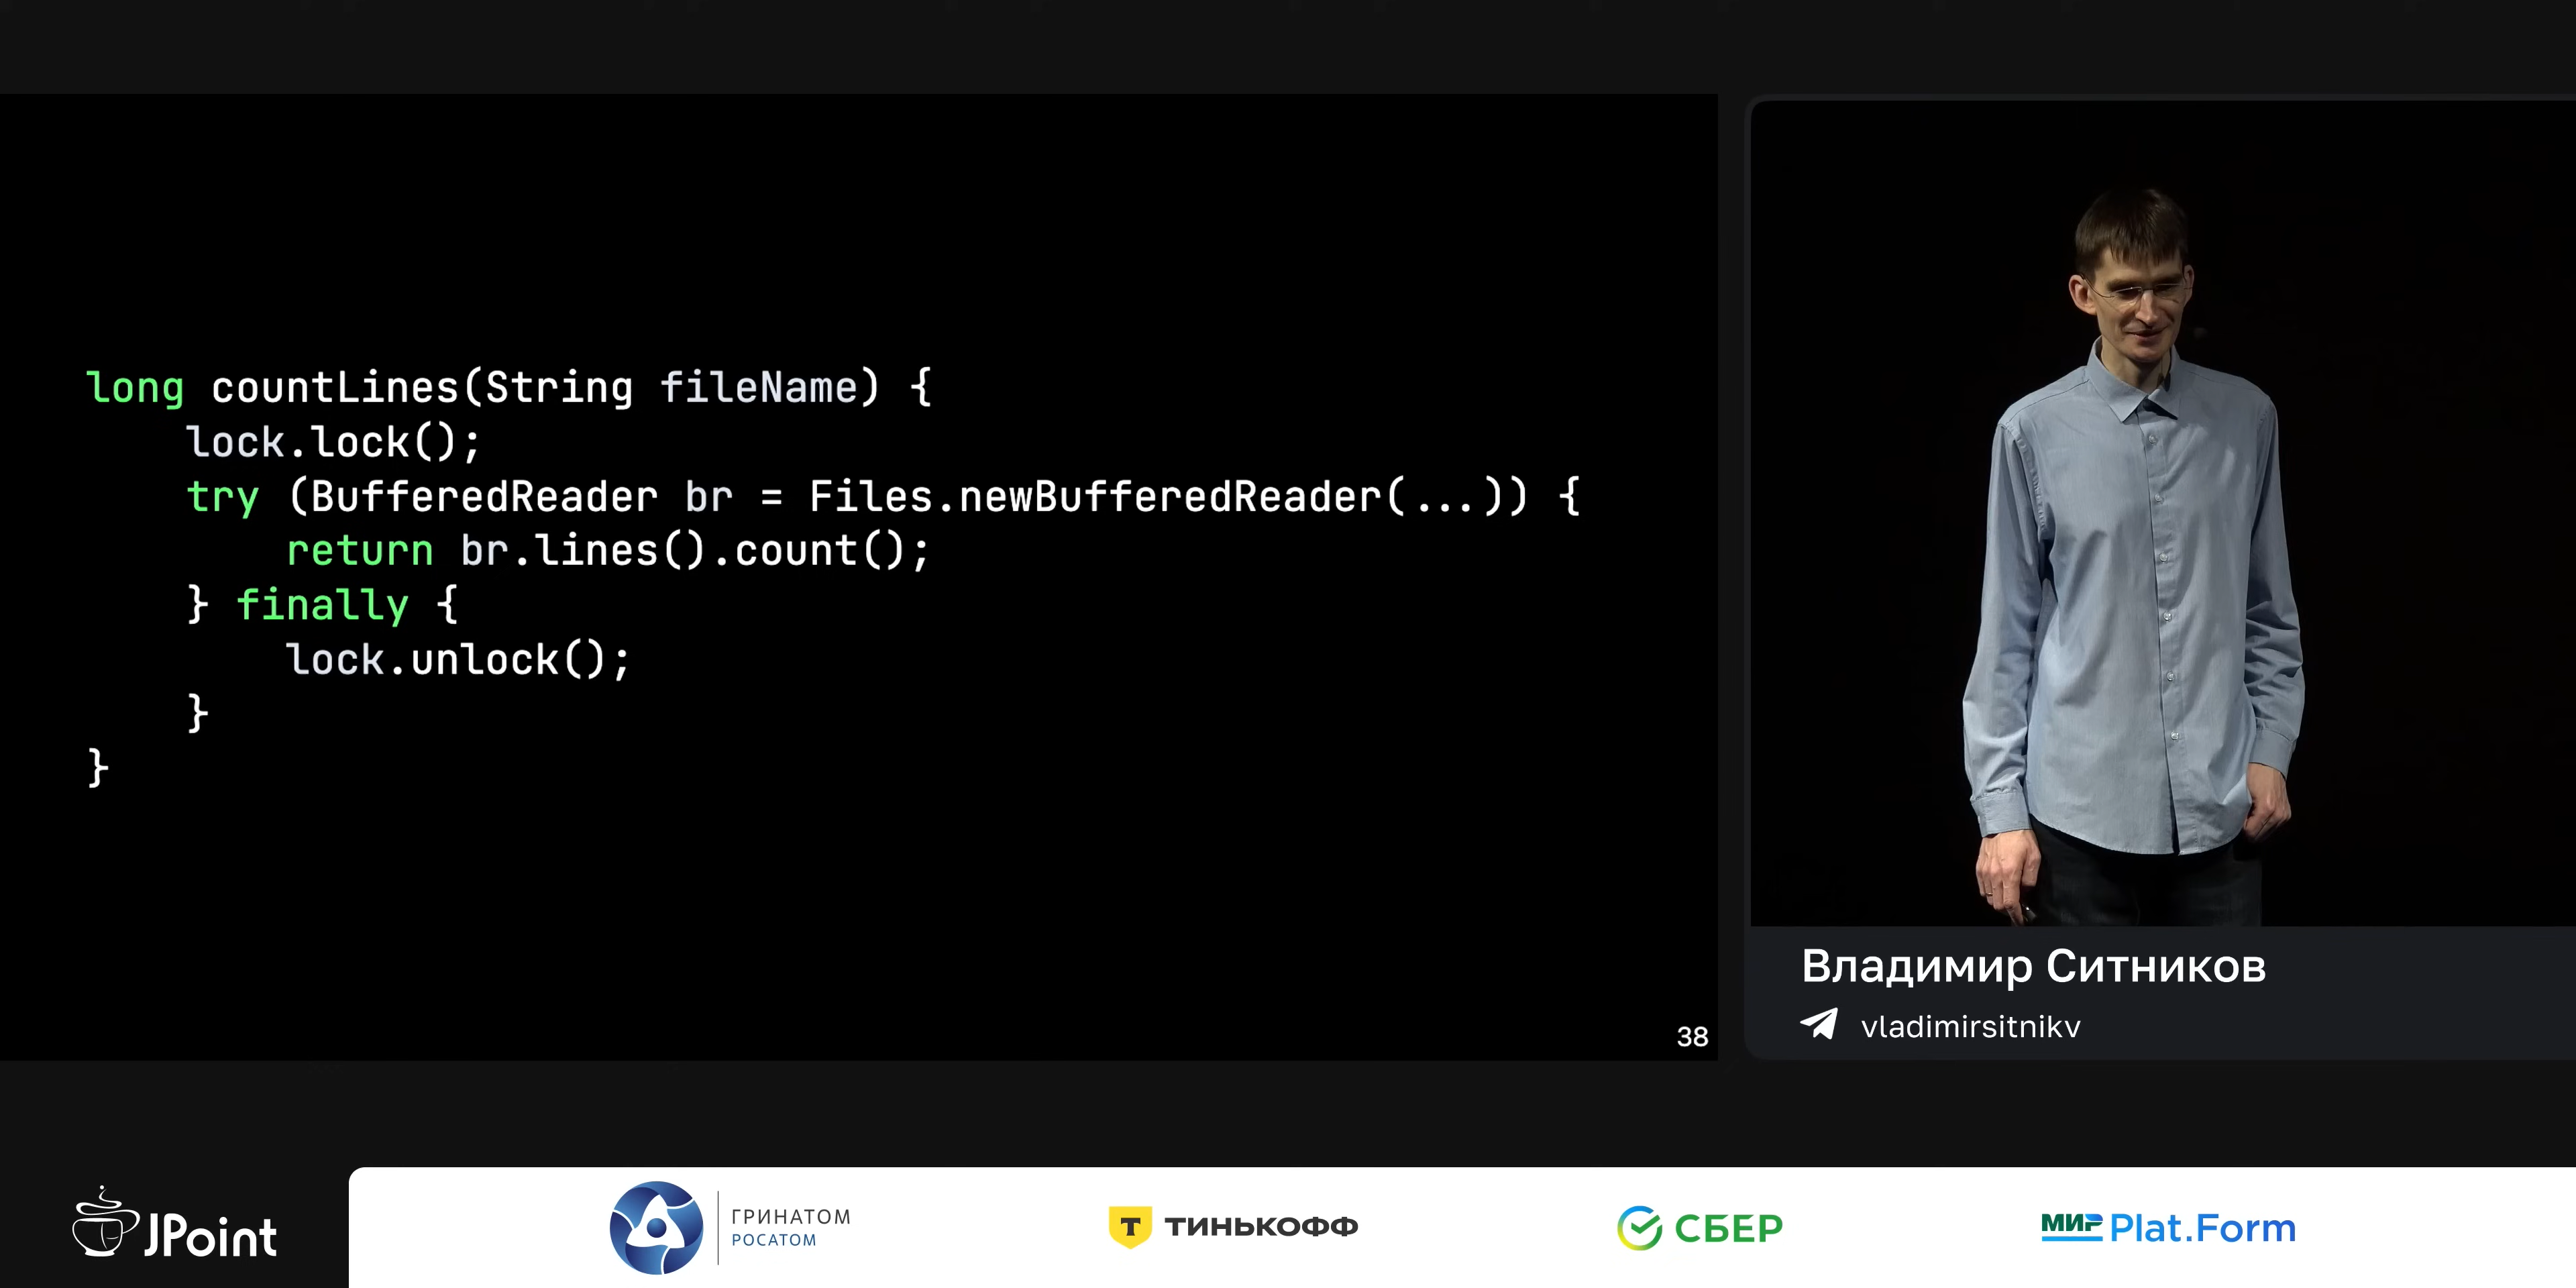 long countLines(String fileName) {
    lock.lock();
    try (BufferedReader br = Files.newBufferedReader(...)) {
        return br.lines().count();
    } finally {
        lock.unlock();
    }
}
38
Владимир Ситников
vladimirsitnikv
JPoint
ГРИНАТОМ
РОСАТОМ
Т ТИНЬКОФФ
СБЕР
МИР Plat.Form